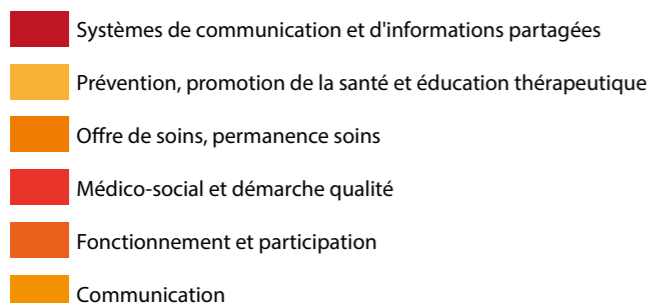 Systèmes de communication et d'informations partagées
Prévention, promotion de la santé et éducation thérapeutique
Offre de soins, permanence soins
Médico-social et démarche qualité
Fonctionnement et participation
Communication